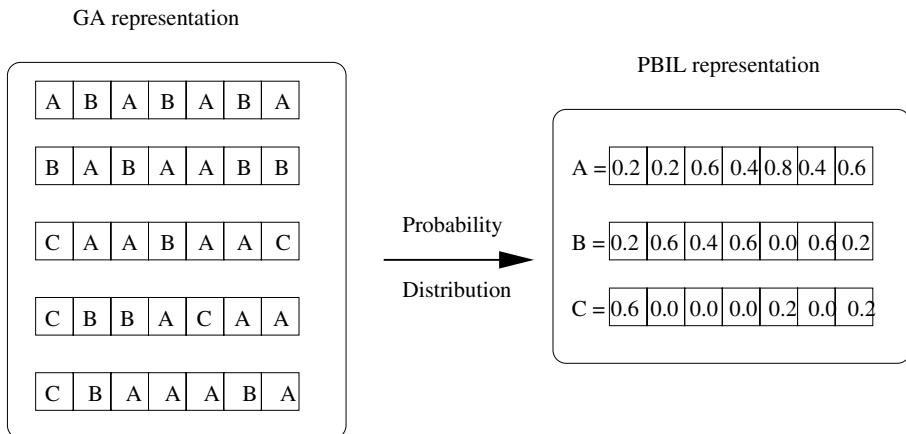 GA representation
A B A B A B A
B A B A A B B
C A A B A A C
C B B A C A A
C B A A A B A
Probability
Distribution
PBIL representation
A = 0.2 0.2 0.6 0.4 0.8 0.4 0.6
B = 0.2 0.6 0.4 0.6 0.0 0.6 0.2
C = 0.6 0.0 0.0 0.0 0.2 0.0 0.2